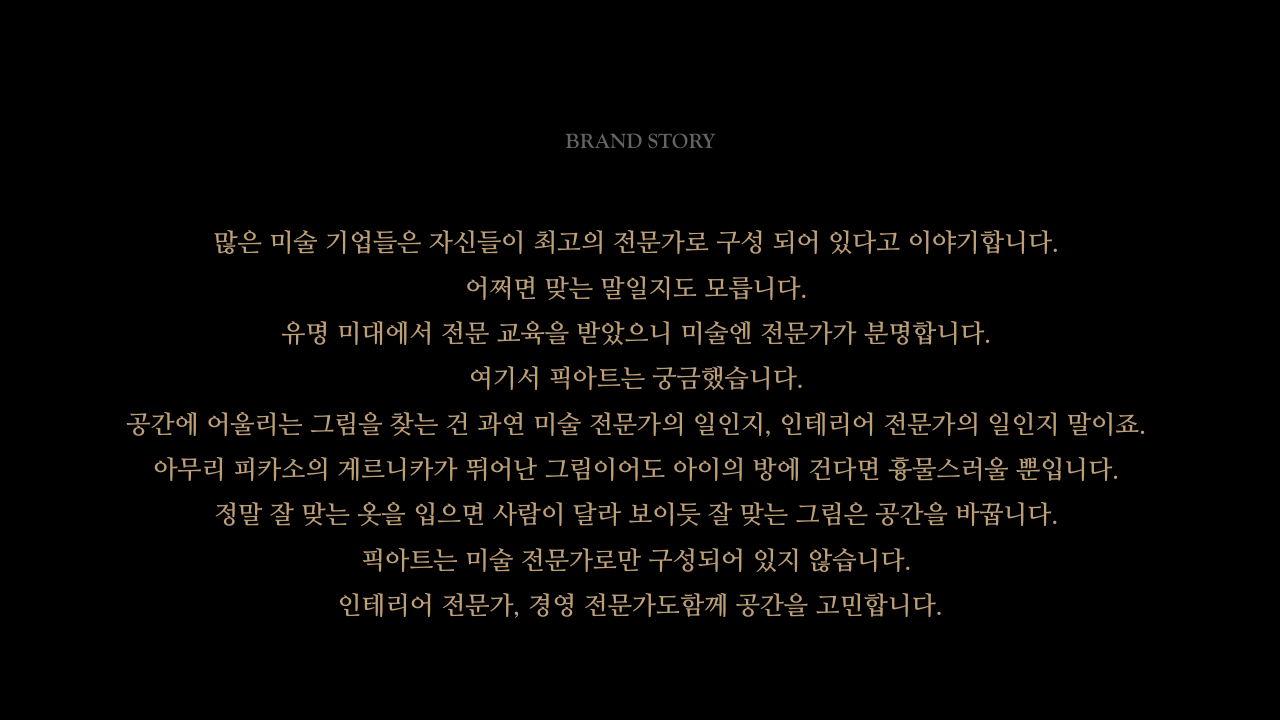 BRAND STORY
많은 미술 기업들은 자신들이 최고의 전문가로 구성 되어 있다고 이야기합니다.
어쩌면 맞는 말일지도 모릅니다.
유명 미대에서 전문 교육을 받았으니 미술엔 전문가가 분명합니다.
여기서 픽아트는 궁금했습니다.
공간에 어울리는 그림을 찾는 건 과연 미술 전문가의 일인지, 인테리어 전문가의 일인지 말이죠.
아무리 피카소의 게르니카가 뛰어난 그림이어도 아이의 방에 건다면 흉물스러울 뿐입니다.
정말 잘 맞는 옷을 입으면 사람이 달라 보이듯 잘 맞는 그림은 공간을 바꿉니다.
픽아트는 미술 전문가로만 구성되어 있지 않습니다.
인테리어 전문가, 경영 전문가도함께 공간을 고민합니다.